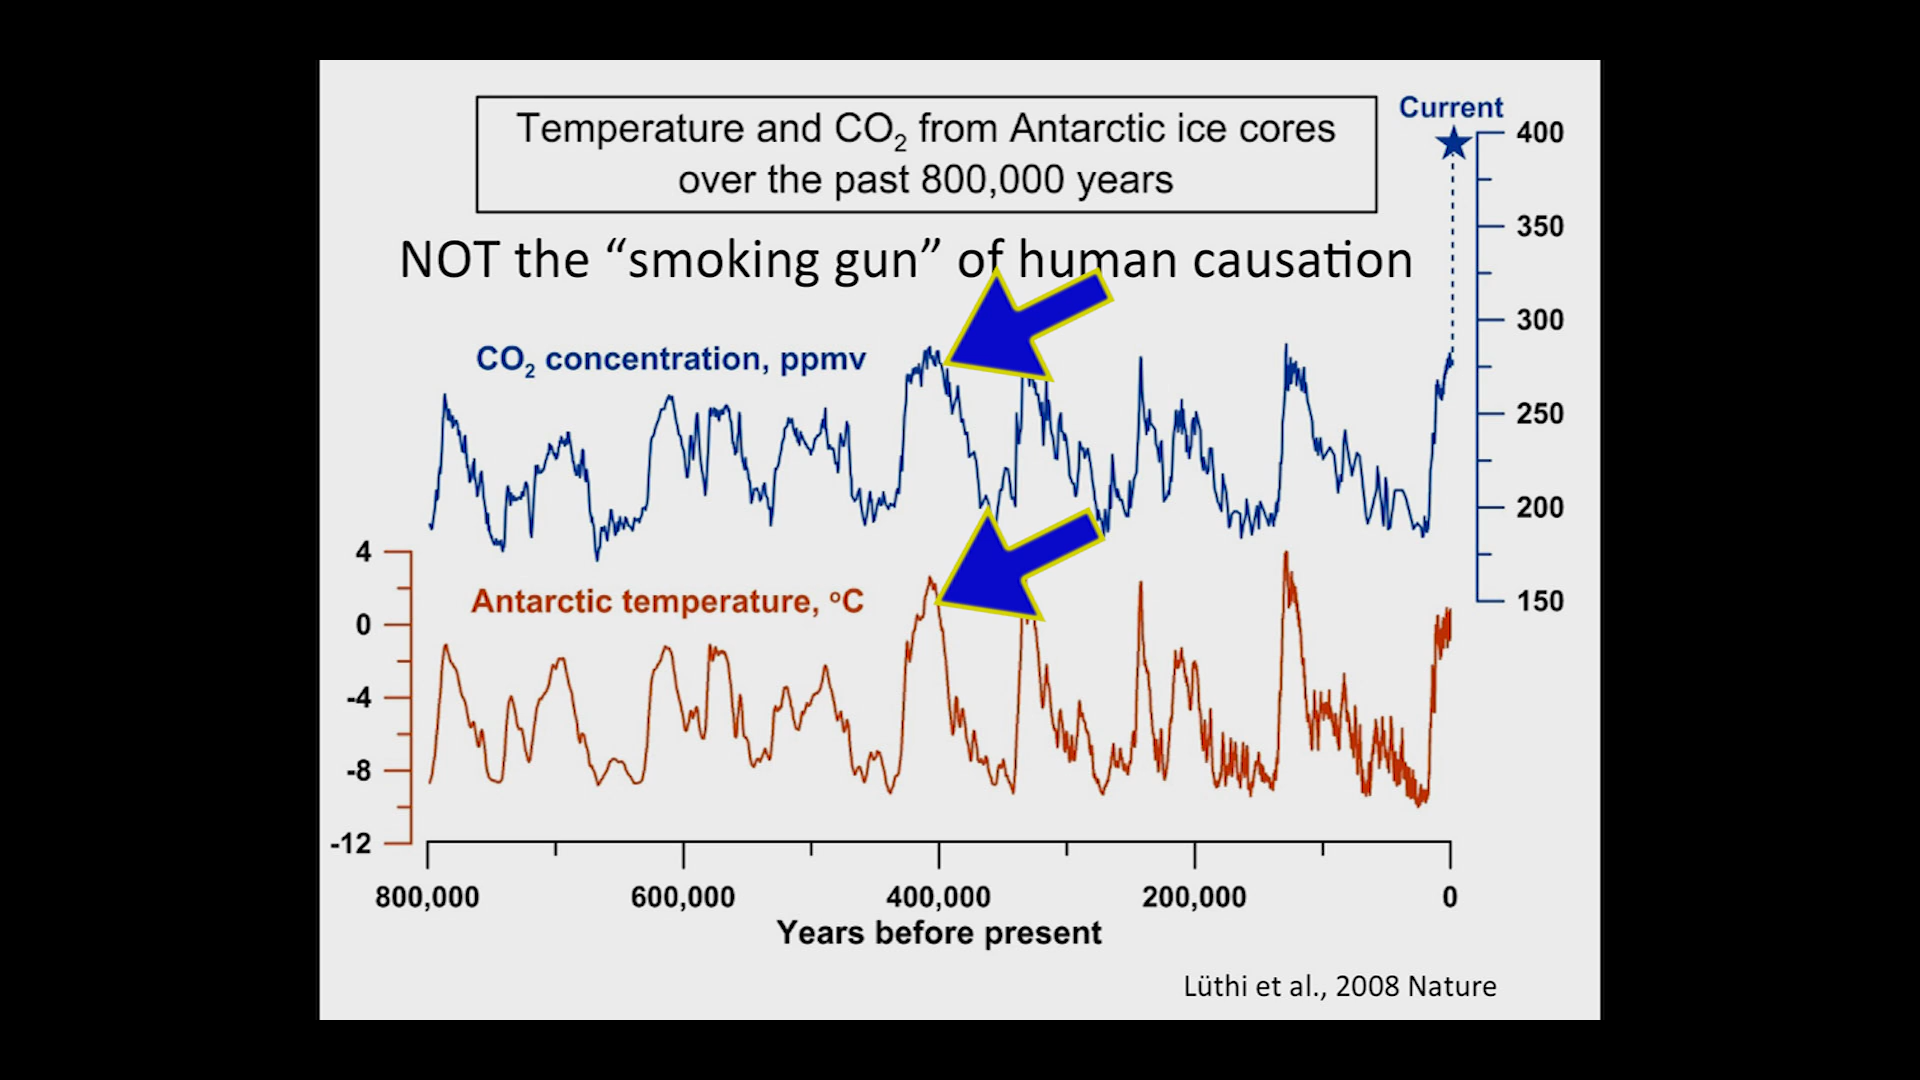 Temperature and CO₂ from Antarctic ice cores
over the past 800,000 years
Current
NOT the “smoking gun” of human causation
CO₂ concentration, ppmv
400
350
300
250
200
150
Antarctic temperature, °C
4
0
-4
-8
-12
800,000 600,000 400,000 200,000 0
Years before present
Lüthi et al., 2008 Nature